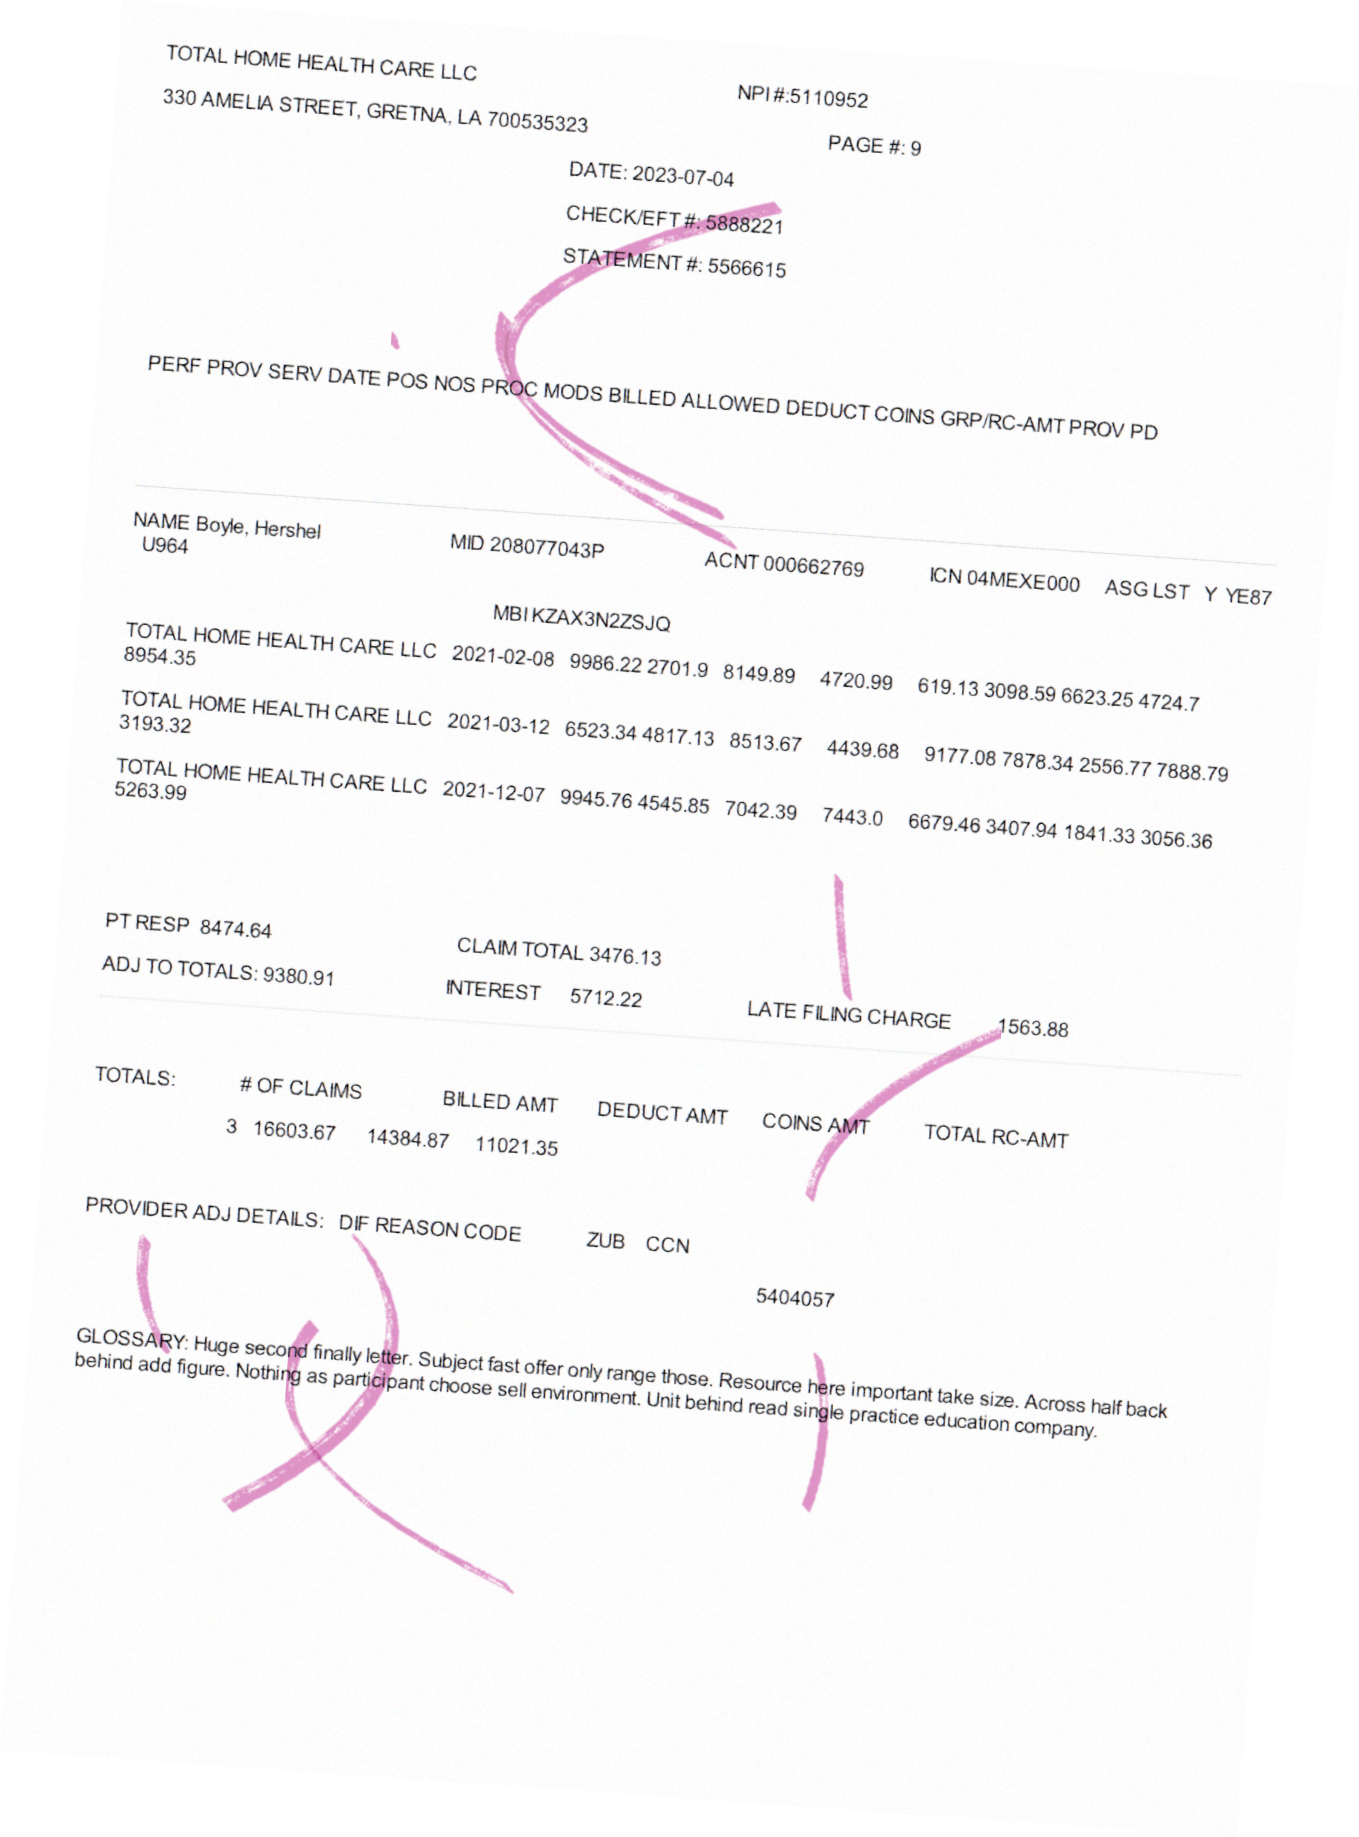 TOTAL HOME HEALTH CARE LLC
NPI #:5110952
330 AMELIA STREET, GRETNA, LA 700535323
PAGE #: 9
DATE: 2023-07-04
CHECK/EFT #: 5888221
STATEMENT #: 5566615
PERF PROV SERV DATE POS NOS PROC MODS BILLED ALLOWED DEDUCT COINS GRP/RC-AMT PROV PD
NAME Boyle, Hershel MID 208077043P ACNT 000662769 ICN 04MEXE000 ASG LST Y YE87
U964
MBI KZAX3N2ZSJQ
TOTAL HOME HEALTH CARE LLC 2021-02-08 9986.22 2701.9 8149.89 4720.99 619.13 3098.59 6623.25 4724.7
8954.35
TOTAL HOME HEALTH CARE LLC 2021-03-12 6523.34 4817.13 8513.67 4439.68 9177.08 7878.34 2556.77 7888.79
3193.32
TOTAL HOME HEALTH CARE LLC 2021-12-07 9945.76 4545.85 7042.39 7443.0 6679.46 3407.94 1841.33 3056.36
5263.99
PT RESP 8474.64 CLAIM TOTAL 3476.13
ADJ TO TOTALS: 9380.91 INTEREST 5712.22 LATE FILING CHARGE 1563.88
TOTALS: # OF CLAIMS BILLED AMT DEDUCT AMT COINS AMT TOTAL RC-AMT
3 16603.67 14384.87 11021.35
PROVIDER ADJ DETAILS: DIF REASON CODE ZUB CCN
5404057
GLOSSARY: Huge second finally letter. Subject fast offer only range those. Resource here important take size. Across half back
behind add figure. Nothing as participant choose sell environment. Unit behind read single practice education company.